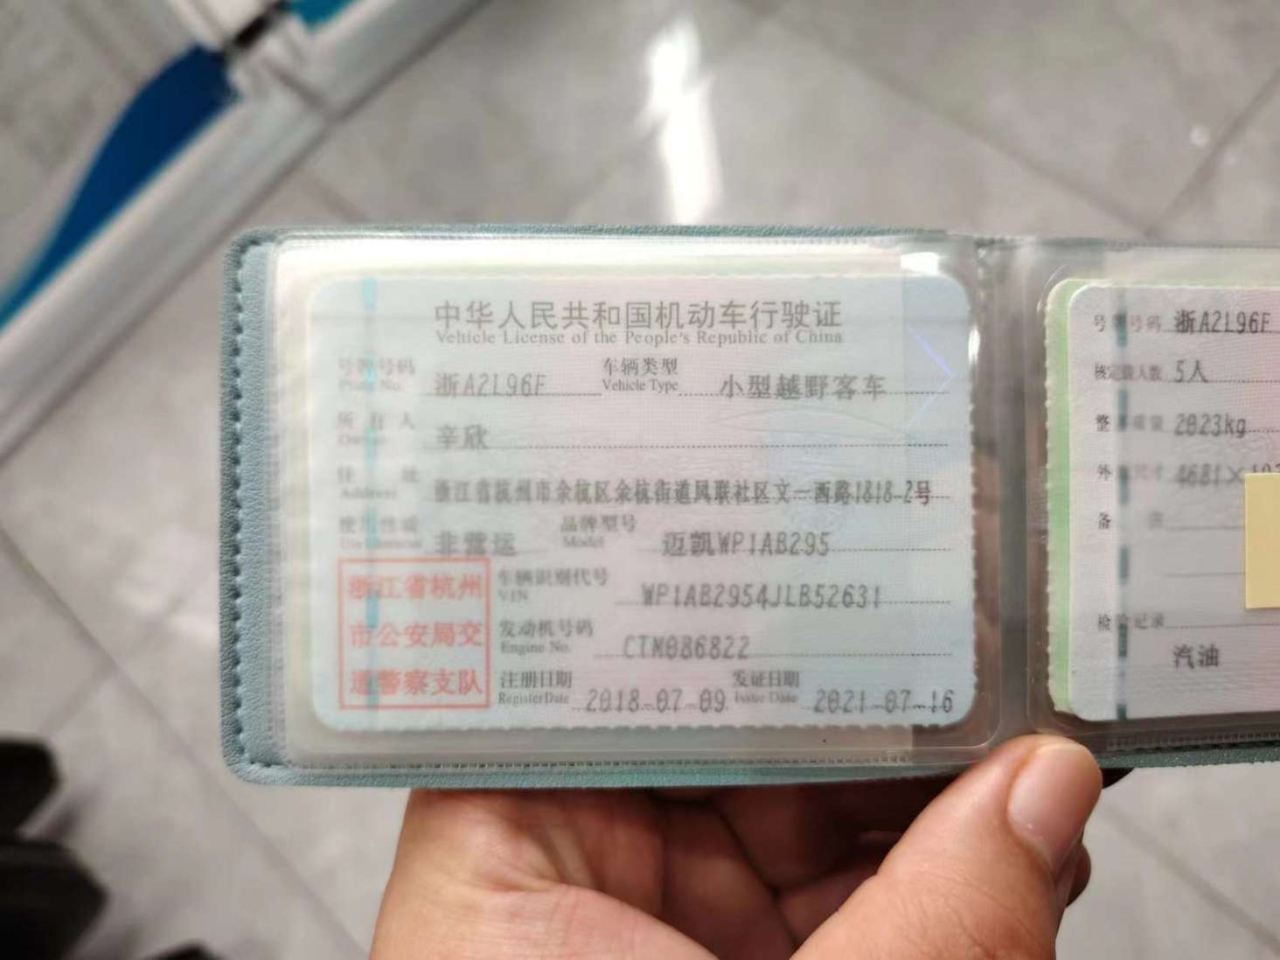 中华人民共和国机动车行驶证
Vehicle License of the People's Republic of China
号牌号码 浙A2L96F 车辆类型 小型越野客车
Plate No. Vehicle Type
所有人 辛欣
Owner
住址 浙江省杭州市余杭区余杭街道凤联社区文一西路1818-2号
Address
使用性质 非营运 品牌型号 迈凯WP1AB295
Model
浙江省杭州
市公安局交
通警察支队
车辆识别代号 WP1AB2954JLB52631
VIN
发动机号码 CTM086822
Engine No.
注册日期 2018-07-09 发证日期 2021-07-16
Register Date Issue Date
号牌号码 浙A2L96F
核定载人数 5人
整备质量 2023kg
外廓尺寸 4681×
备注
检验记录
汽油